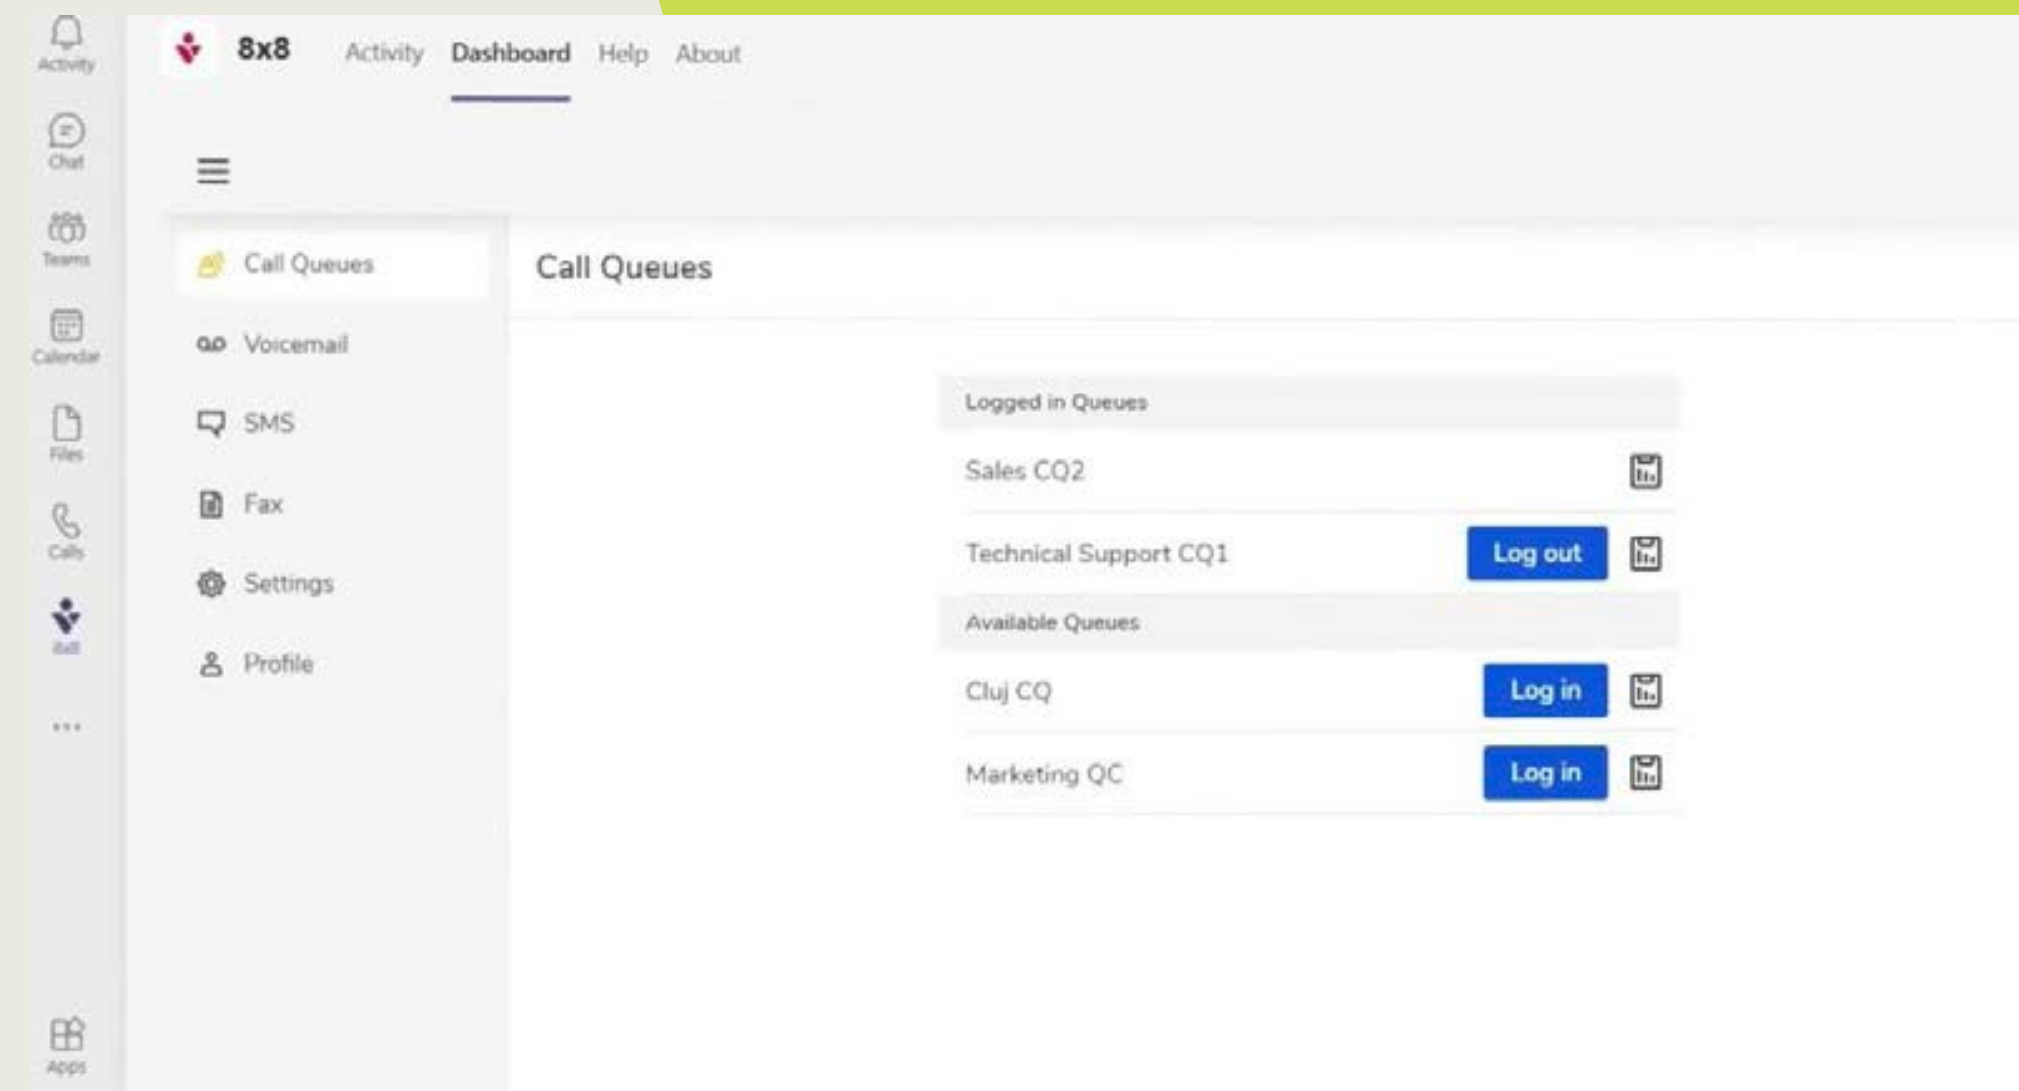 Activity
Chat
Teams
Calendar
Files
Calls
8x8
Apps
8x8 Activity Dashboard Help About
Call Queues
Voicemail
SMS
Fax
Settings
Profile
Call Queues
Logged in Queues
Sales CQ2
Technical Support CQ1 Log out
Available Queues
Cluj CQ Log in
Marketing QC Log in